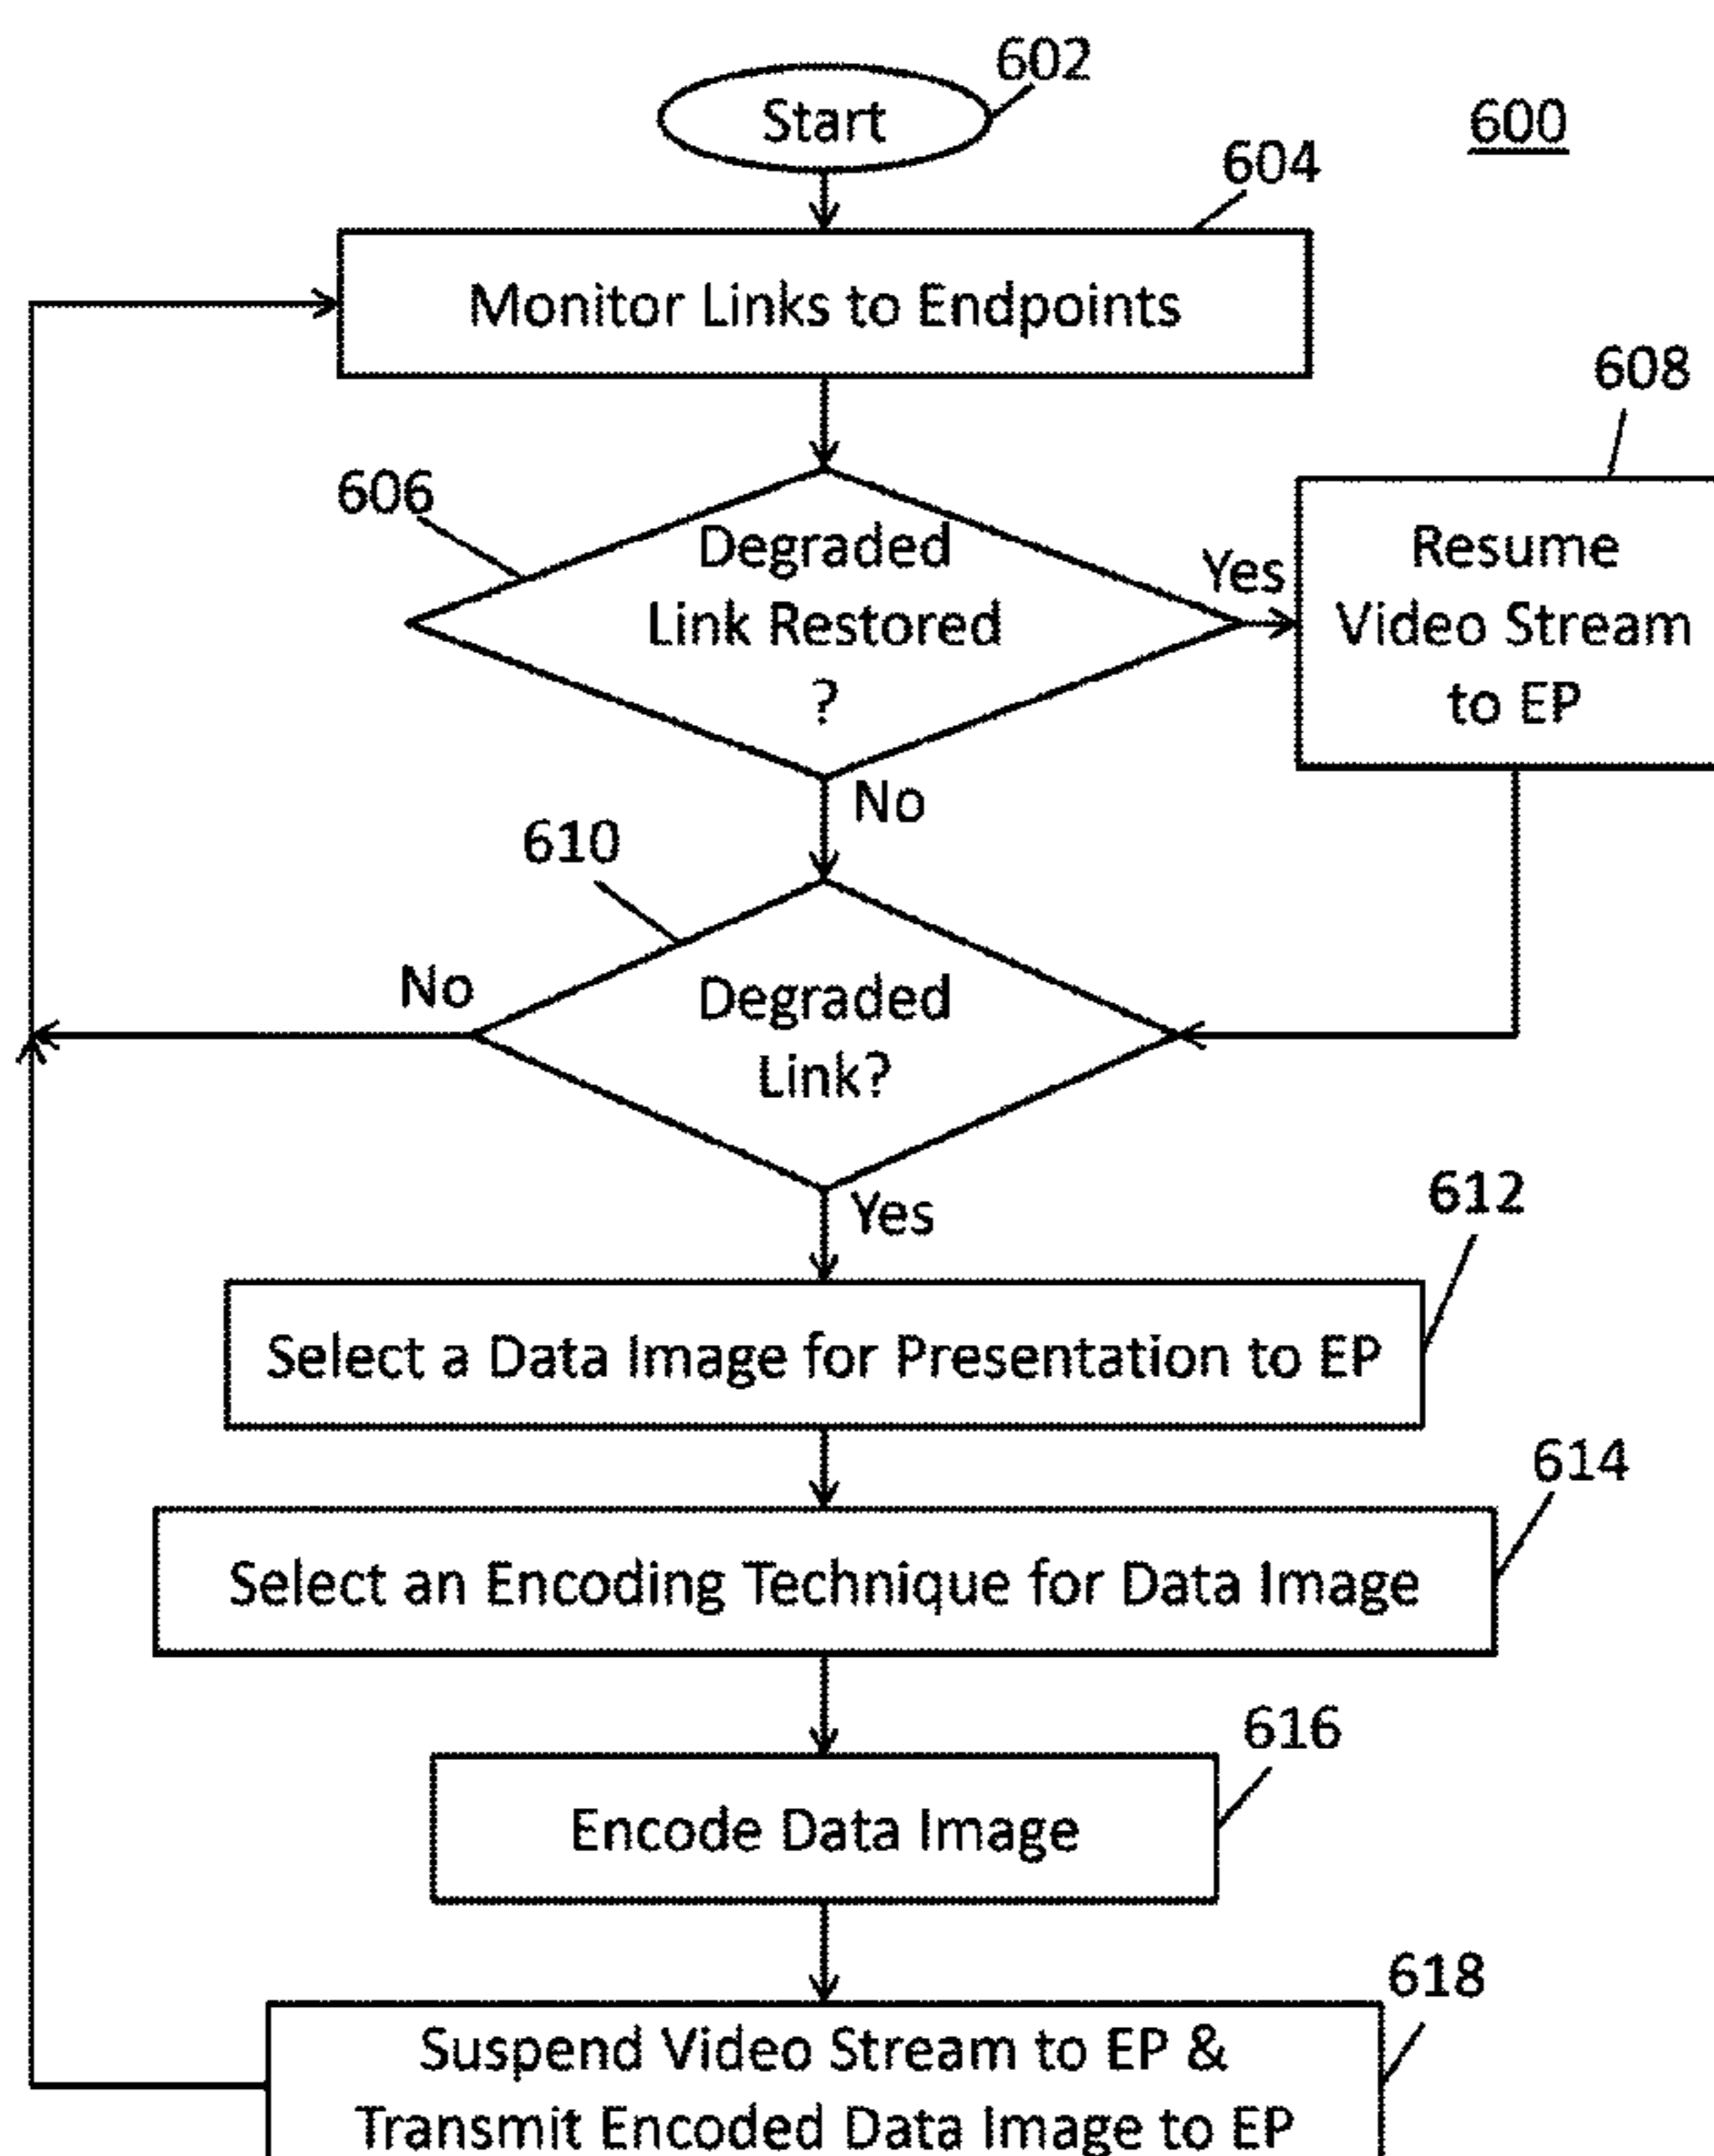 602
Start
600
604
Monitor Links to Endpoints
608
606
Degraded
Link Restored
?
Yes
Resume
Video Stream
to EP
No
610
No
Degraded
Link?
Yes
612
Select a Data Image for Presentation to EP
614
Select an Encoding Technique for Data Image
616
Encode Data Image
618
Suspend Video Stream to EP &
Transmit Encoded Data Image to EP